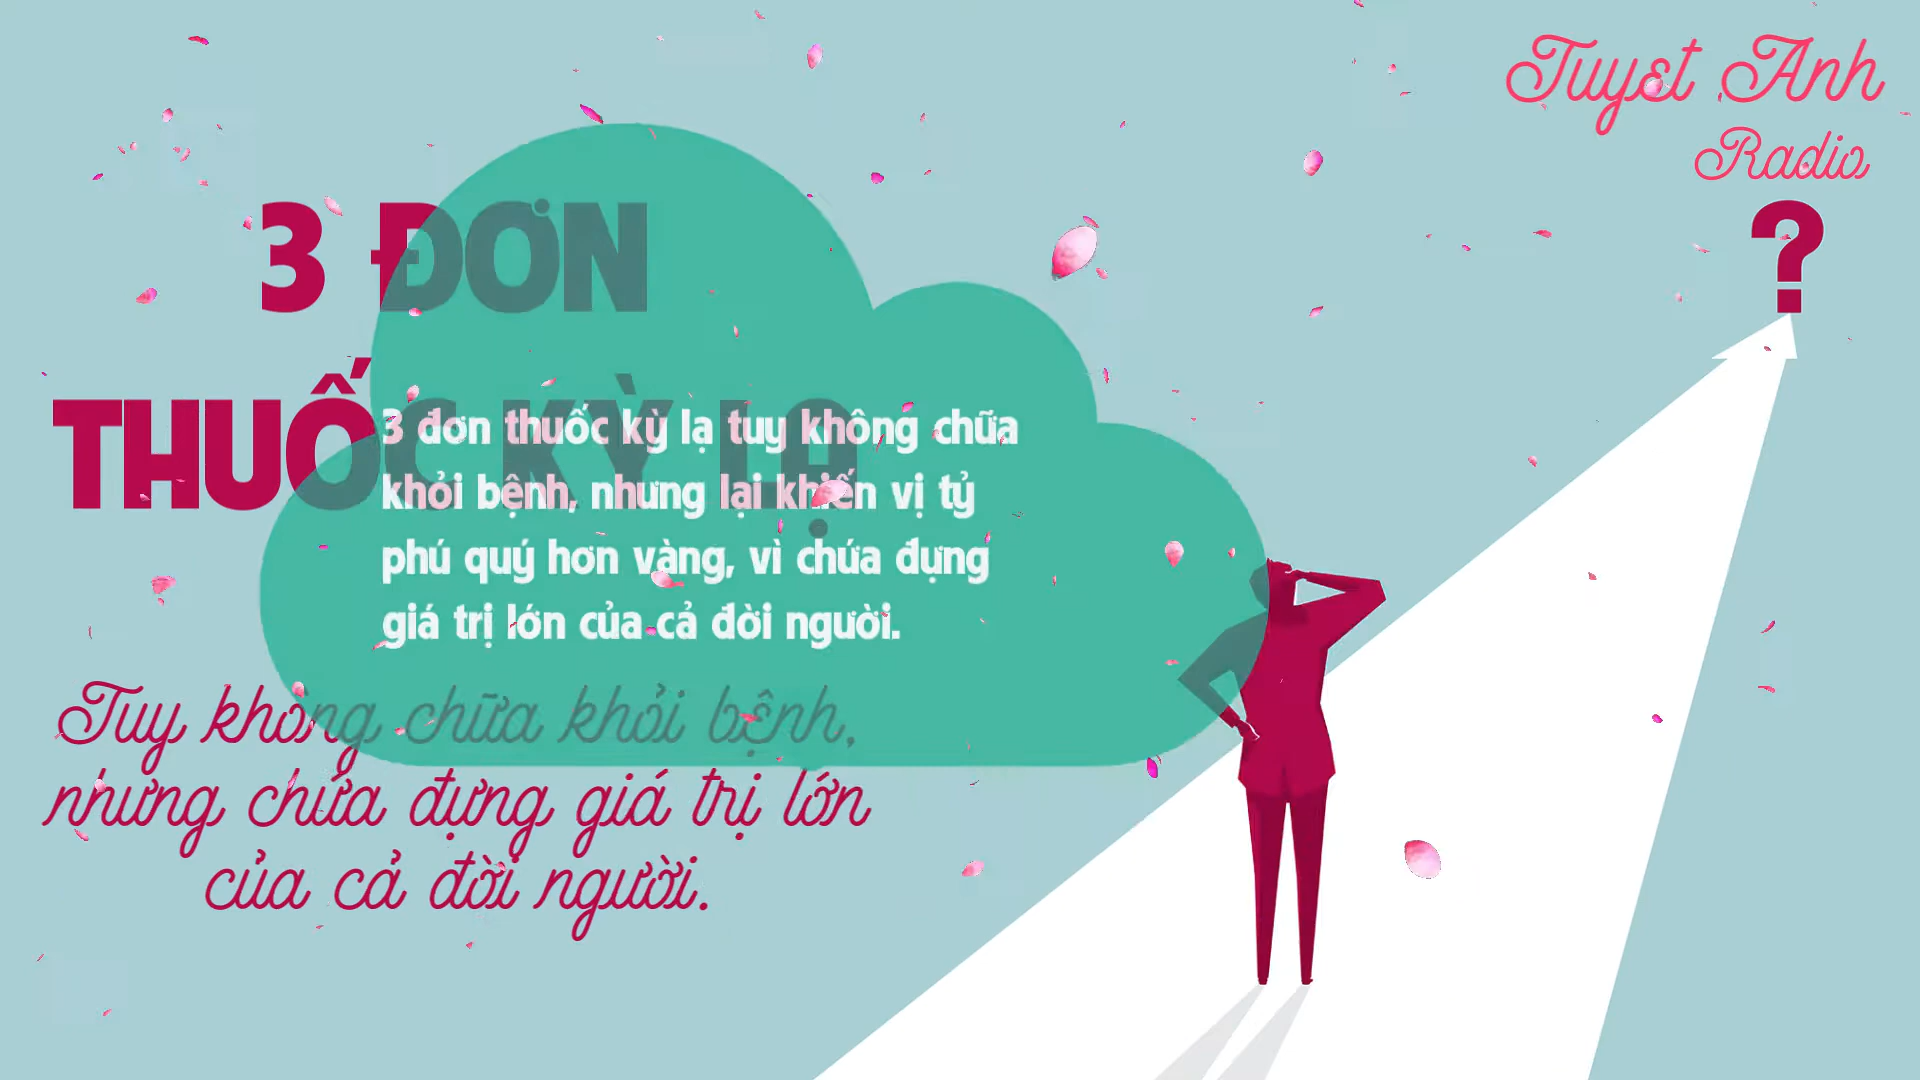 Tuyet Anh
Radio
?
3 ĐƠN
THUỐC KỲ LẠ
3 đơn thuốc kỳ lạ tuy không chữa
khỏi bệnh, nhưng lại khiến vị tỷ
phú quý hơn vàng, vì chứa đựng
giá trị lớn của cả đời người.
Tuy không chữa khỏi bệnh,
nhưng chứa đựng giá trị lớn
của cả đời người.